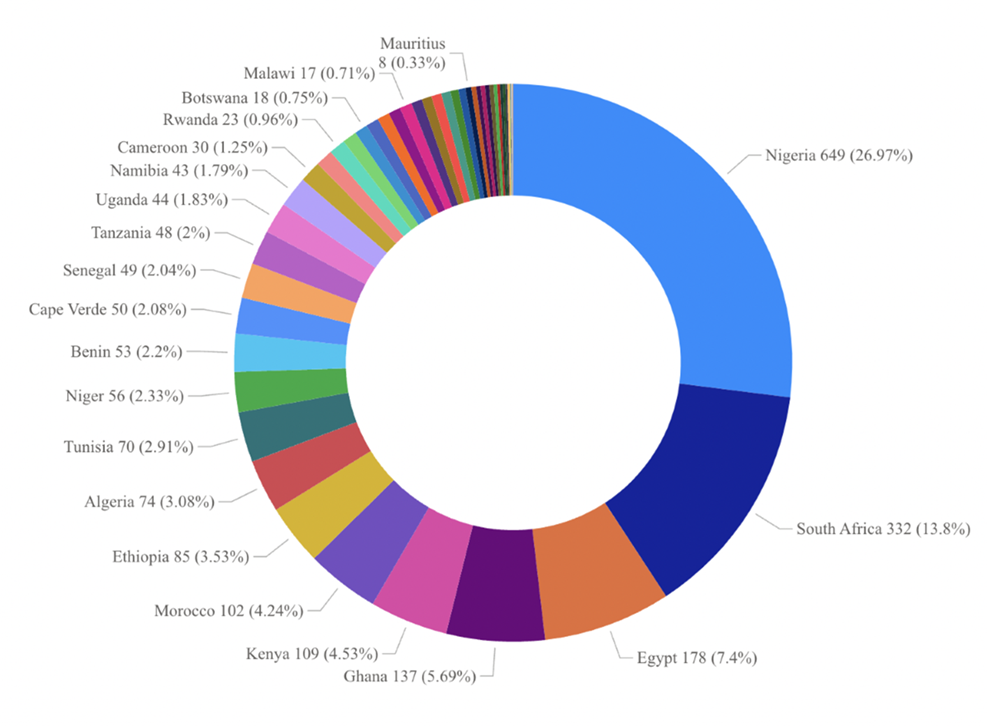 Mauritius
8 (0.33%)
Malawi 17 (0.71%)
Botswana 18 (0.75%)
Rwanda 23 (0.96%)
Cameroon 30 (1.25%)
Namibia 43 (1.79%)
Uganda 44 (1.83%)
Tanzania 48 (2%)
Senegal 49 (2.04%)
Cape Verde 50 (2.08%)
Benin 53 (2.2%)
Niger 56 (2.33%)
Tunisia 70 (2.91%)
Algeria 74 (3.08%)
Ethiopia 85 (3.53%)
Morocco 102 (4.24%)
Kenya 109 (4.53%)
Ghana 137 (5.69%)
Egypt 178 (7.4%)
South Africa 332 (13.8%)
Nigeria 649 (26.97%)